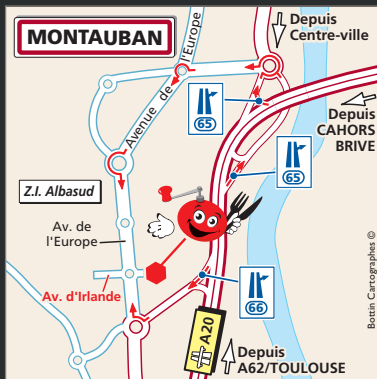 MONTAUBAN
Depuis
Centre-ville
Avenue de l'Europe
65
Depuis
CAHORS
BRIVE
65
Z.I. Albasud
Av. de
l'Europe
Av. d'Irlande
66
A20
Depuis
A62/TOULOUSE
Bottin Cartographes ©